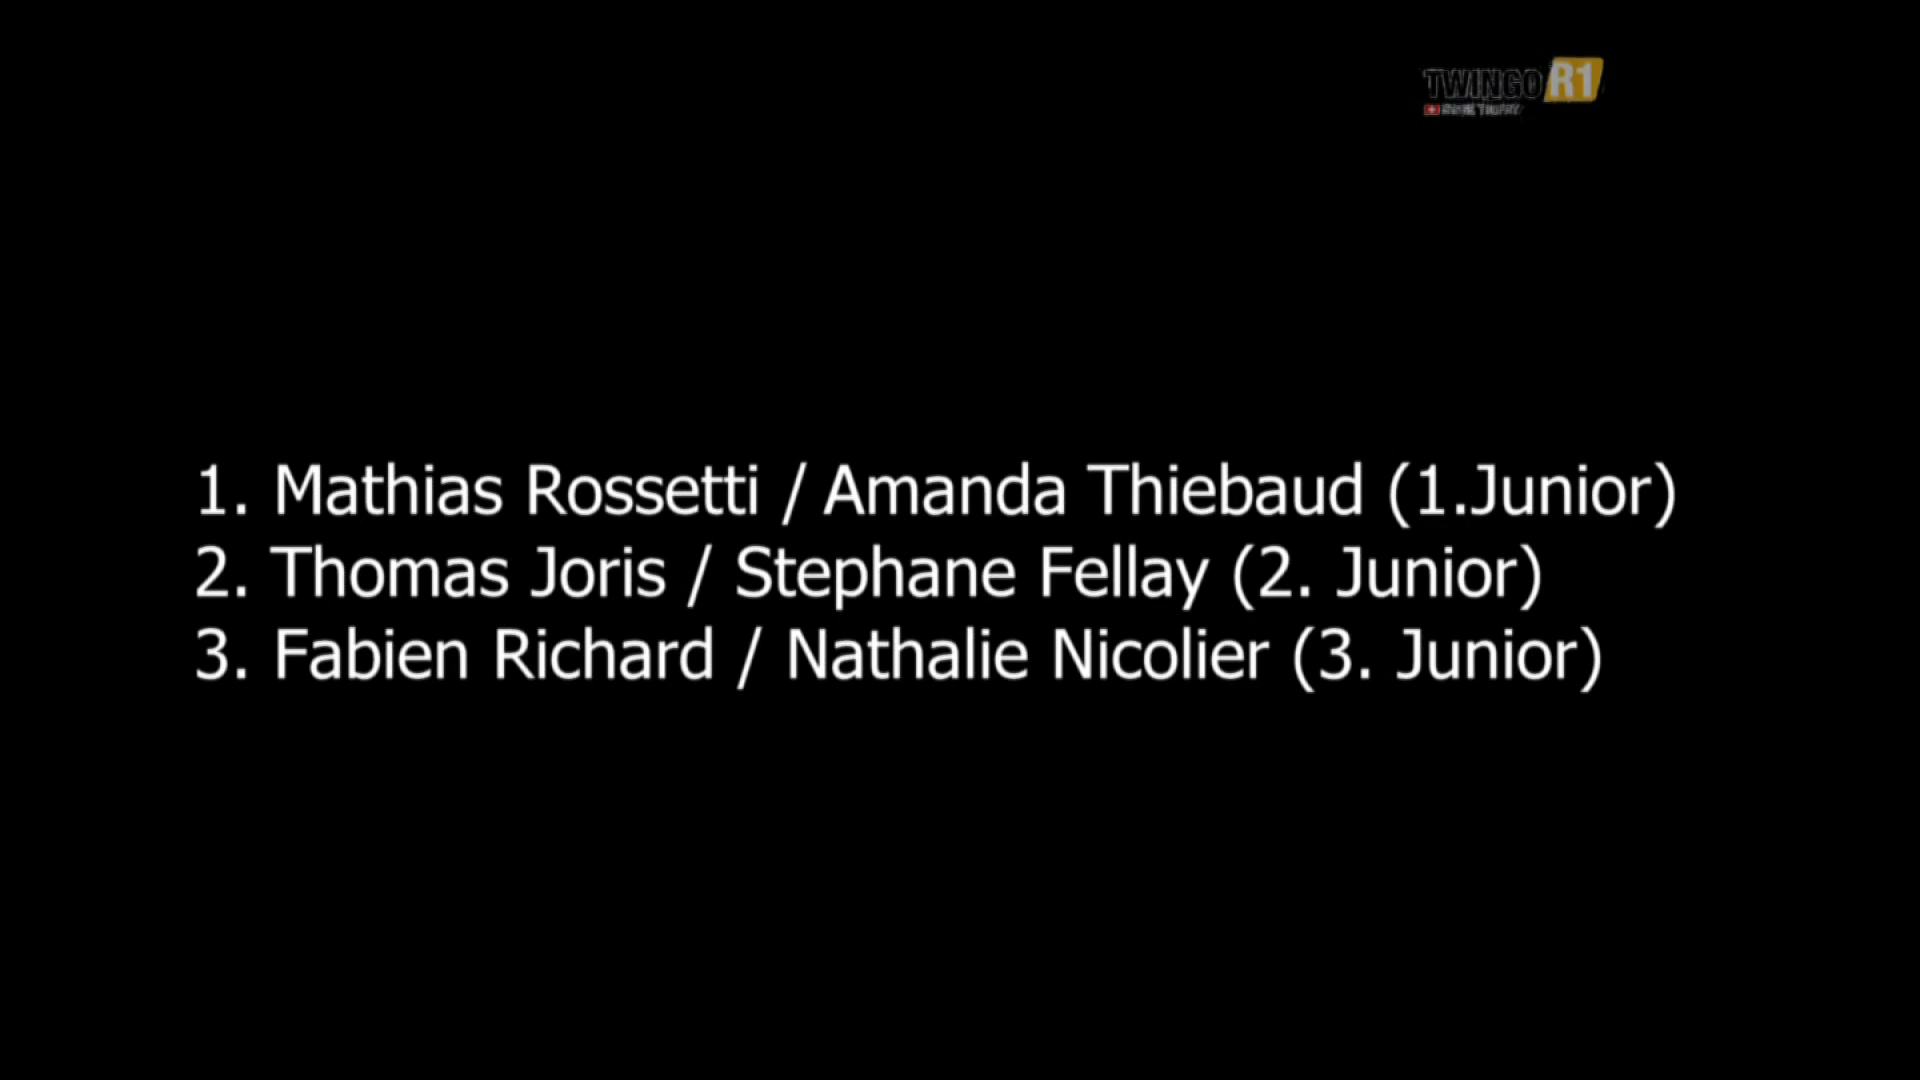 TWINGO R1
1. Mathias Rossetti / Amanda Thiebaud (1.Junior)
2. Thomas Joris / Stephane Fellay (2. Junior)
3. Fabien Richard / Nathalie Nicolier (3. Junior)